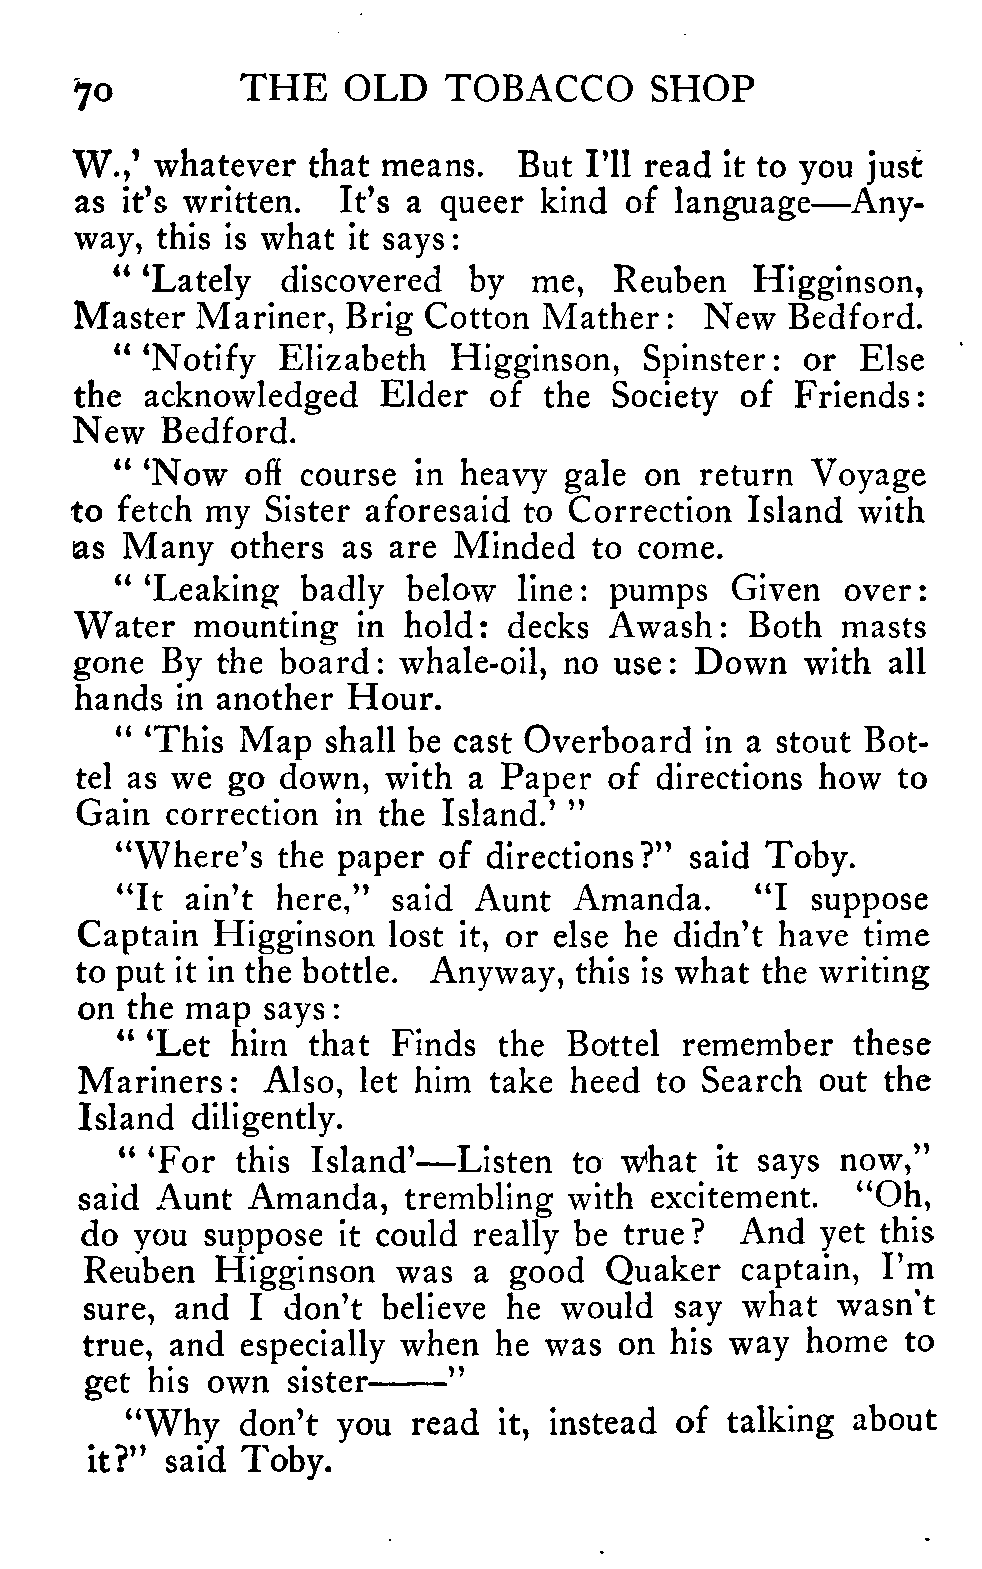 70 THE OLD TOBACCO SHOP
W.,’ whatever that means. But I’ll read it to you just
as it’s written. It’s a queer kind of language—Any-
way, this is what it says:
“ ‘Lately discovered by me, Reuben Higginson,
Master Mariner, Brig Cotton Mather: New Bedford.
“ ‘Notify Elizabeth Higginson, Spinster: or Else
the acknowledged Elder of the Society of Friends:
New Bedford.
“ ‘Now off course in heavy gale on return Voyage
to fetch my Sister aforesaid to Correction Island with
as Many others as are Minded to come.
“ ‘Leaking badly below line: pumps Given over:
Water mounting in hold: decks Awash: Both masts
gone By the board: whale-oil, no use: Down with all
hands in another Hour.
“ ‘This Map shall be cast Overboard in a stout Bot-
tel as we go down, with a Paper of directions how to
Gain correction in the Island.’ ”
“Where’s the paper of directions?” said Toby.
“It ain’t here,” said Aunt Amanda. “I suppose
Captain Higginson lost it, or else he didn’t have time
to put it in the bottle. Anyway, this is what the writing
on the map says:
“ ‘Let him that Finds the Bottel remember these
Mariners: Also, let him take heed to Search out the
Island diligently.
“ ‘For this Island’—Listen to what it says now,”
said Aunt Amanda, trembling with excitement. “Oh,
do you suppose it could really be true? And yet this
Reuben Higginson was a good Quaker captain, I’m
sure, and I don’t believe he would say what wasn’t
true, and especially when he was on his way home to
get his own sister——”
“Why don’t you read it, instead of talking about
it?” said Toby.